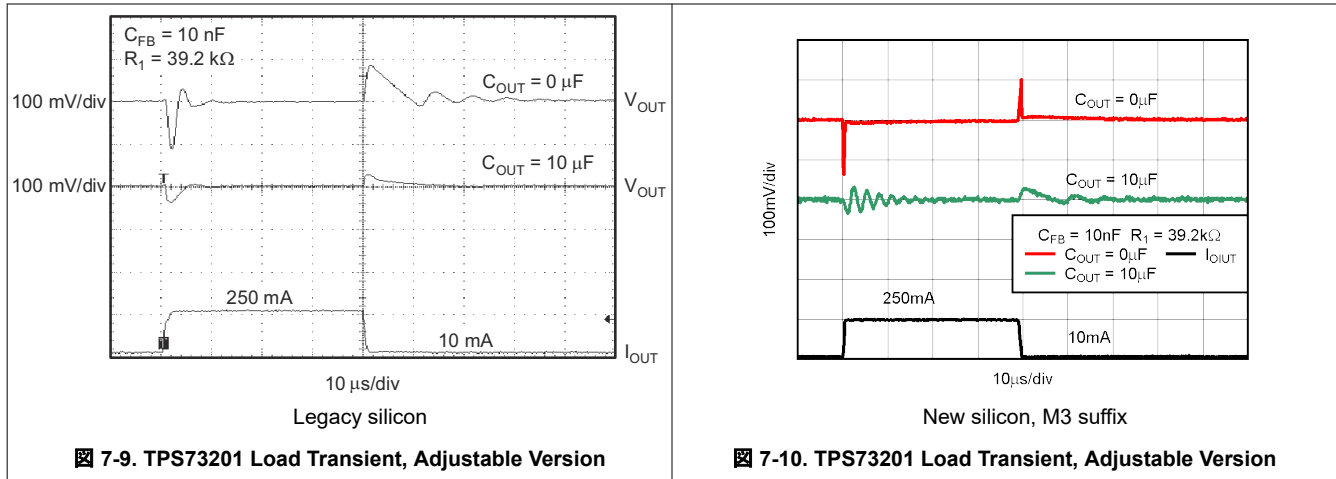 C_FB = 10 nF
R_1 = 39.2 kΩ
C_OUT = 0 μF
100 mV/div
V_OUT
C_OUT = 10 μF
T
100 mV/div
V_OUT
250 mA
10 mA
I_OUT
10 μs/div
Legacy silicon
図 7-9. TPS73201 Load Transient, Adjustable Version
C_OUT = 0μF
C_OUT = 10μF
100mV/div
C_FB = 10nF R_1 = 39.2kΩ
C_OUT = 0μF I_OIUT
C_OUT = 10μF
250mA
10mA
10μs/div
New silicon, M3 suffix
図 7-10. TPS73201 Load Transient, Adjustable Version